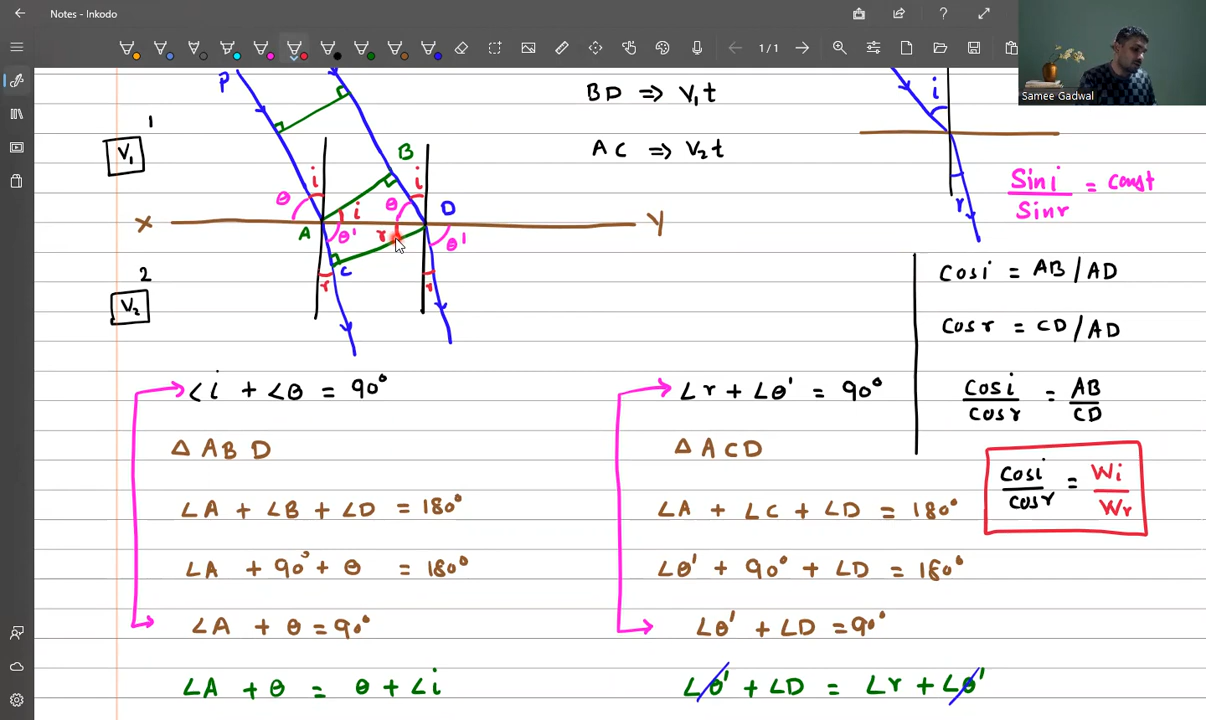 Notes - Inkodo
1/1
Samee Gadwal
P
BD ⇒ V₁t
i
1
V₁
B
AC ⇒ V₂t
i
i
Sin i / Sin r = const
θ
θ
i
D
r
X
Y
A
θ'
r
θ'
C
2
r
r
V₂
Cos i = AB/AD
Cos r = CD/AD
Cos i / Cos r = AB / CD
Cos i / Cos r = Wi / Wr
∠i + ∠θ = 90°
∠r + ∠θ' = 90°
Δ ABD
Δ ACD
∠A + ∠B + ∠D = 180°
∠A + ∠C + ∠D = 180°
∠A + 90° + θ = 180°
∠θ' + 90° + ∠D = 180°
∠A + θ = 90°
∠θ' + ∠D = 90°
∠A + θ = θ + ∠i
∠θ' + ∠D = ∠r + ∠θ'